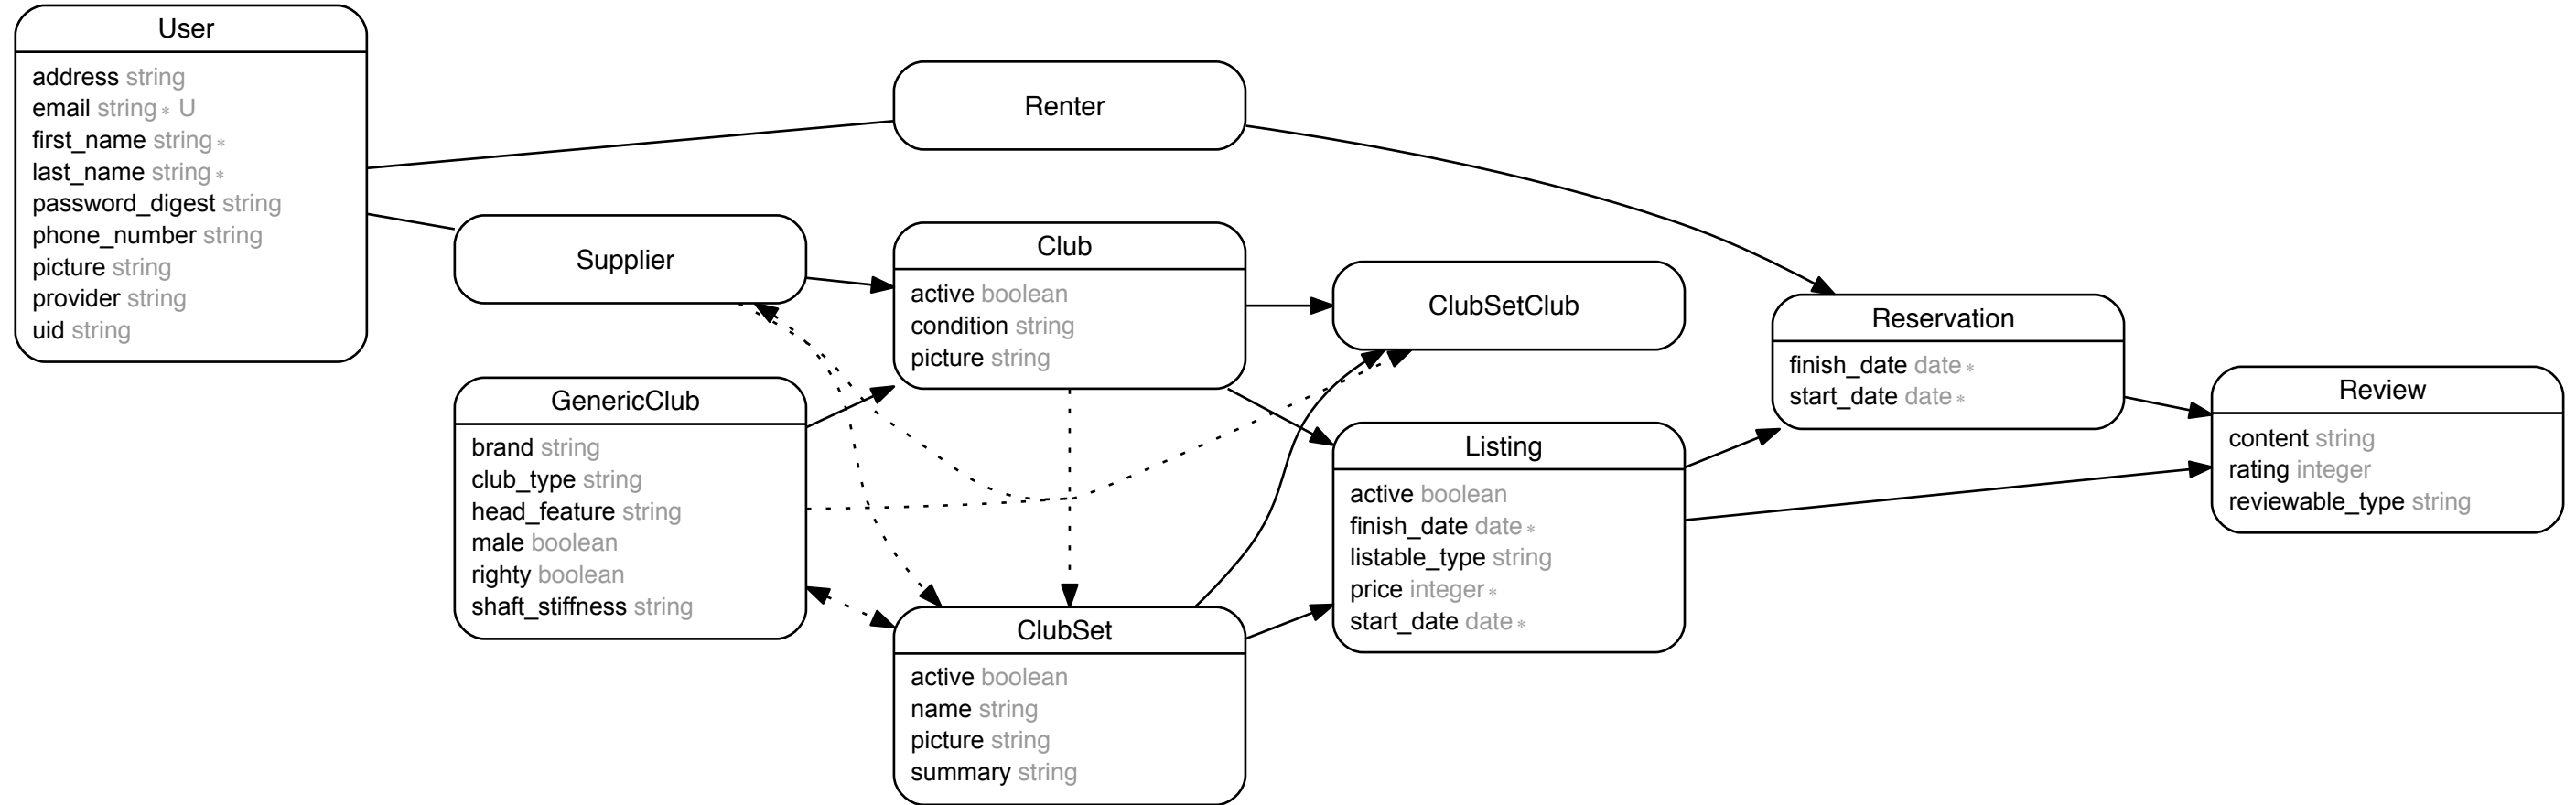 User
address string
email string* U
first_name string*
last_name string*
password_digest string
phone_number string
picture string
provider string
uid string
Renter
Supplier
Club
active boolean
condition string
picture string
ClubSetClub
GenericClub
brand string
club_type string
head_feature string
male boolean
righty boolean
shaft_stiffness string
ClubSet
active boolean
name string
picture string
summary string
Listing
active boolean
finish_date date*
listable_type string
price integer*
start_date date*
Reservation
finish_date date*
start_date date*
Review
content string
rating integer
reviewable_type string